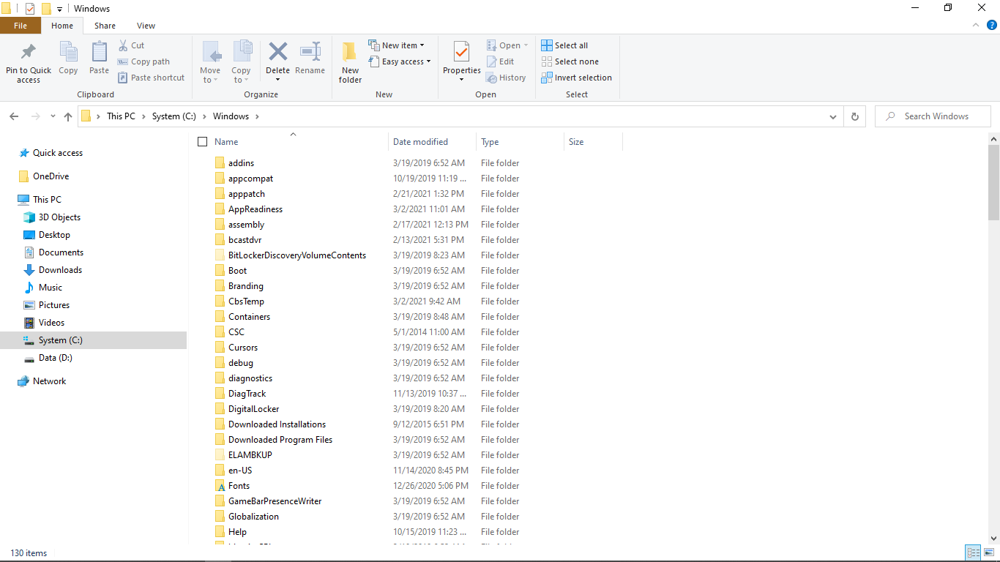 Windows
File Home Share View
Pin to Quick access
Copy
Paste
Cut
Copy path
Paste shortcut
Clipboard
Move to
Copy to
Delete
Rename
Organize
New folder
New item
Easy access
New
Properties
Open
Edit
History
Open
Select all
Select none
Invert selection
Select
This PC System (C:) Windows
Search Windows
Quick access
OneDrive
This PC
3D Objects
Desktop
Documents
Downloads
Music
Pictures
Videos
System (C:)
Data (D:)
Network
Name Date modified Type Size
addins 3/19/2019 6:52 AM File folder
appcompat 10/19/2019 11:19 ... File folder
apppatch 2/21/2021 1:32 PM File folder
AppReadiness 3/2/2021 11:01 AM File folder
assembly 2/17/2021 12:13 PM File folder
bcastdvr 2/13/2021 5:31 PM File folder
BitLockerDiscoveryVolumeContents 3/19/2019 8:23 AM File folder
Boot 3/19/2019 6:52 AM File folder
Branding 3/19/2019 6:52 AM File folder
CbsTemp 3/2/2021 9:42 AM File folder
Containers 3/19/2019 8:48 AM File folder
CSC 5/1/2014 11:00 AM File folder
Cursors 3/19/2019 6:52 AM File folder
debug 3/19/2019 6:52 AM File folder
diagnostics 3/19/2019 6:52 AM File folder
DiagTrack 11/13/2019 10:37 ... File folder
DigitalLocker 3/19/2019 8:20 AM File folder
Downloaded Installations 9/12/2015 6:51 PM File folder
Downloaded Program Files 3/19/2019 6:52 AM File folder
ELAMBKUP 3/19/2019 6:52 AM File folder
en-US 11/14/2020 8:45 PM File folder
Fonts 12/26/2020 5:06 PM File folder
GameBarPresenceWriter 3/19/2019 6:52 AM File folder
Globalization 3/19/2019 6:52 AM File folder
Help 10/15/2019 11:23 ... File folder
130 items